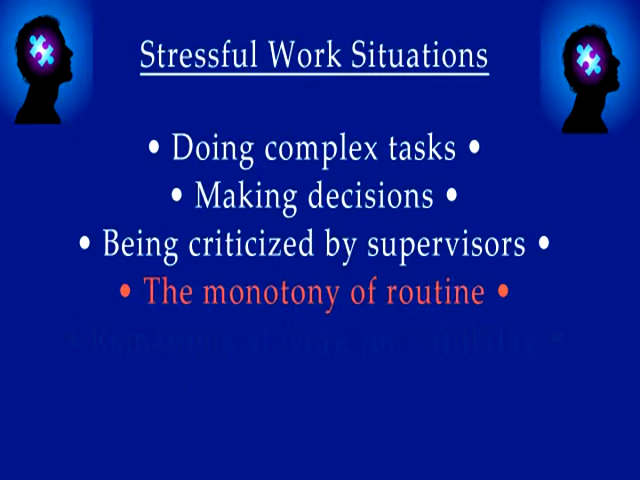 Stressful Work Situations
• Doing complex tasks •
• Making decisions •
• Being criticized by supervisors •
• The monotony of routine •